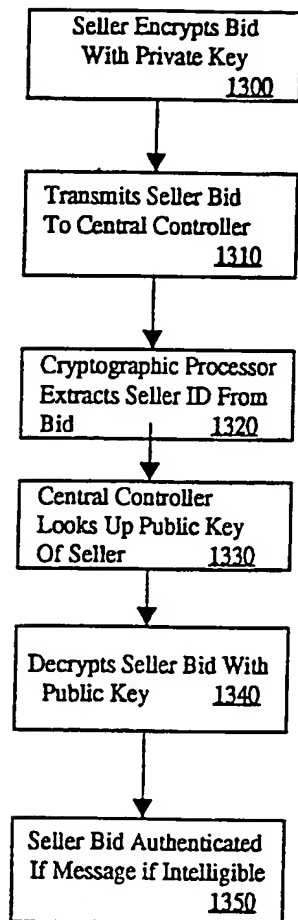 Seller Encrypts Bid
With Private Key
1300
Transmits Seller Bid
To Central Controller
1310
Cryptographic Processor
Extracts Seller ID From
Bid 1320
Central Controller
Looks Up Public Key
Of Seller 1330
Decrypts Seller Bid With
Public Key 1340
Seller Bid Authenticated
If Message if Intelligible
1350